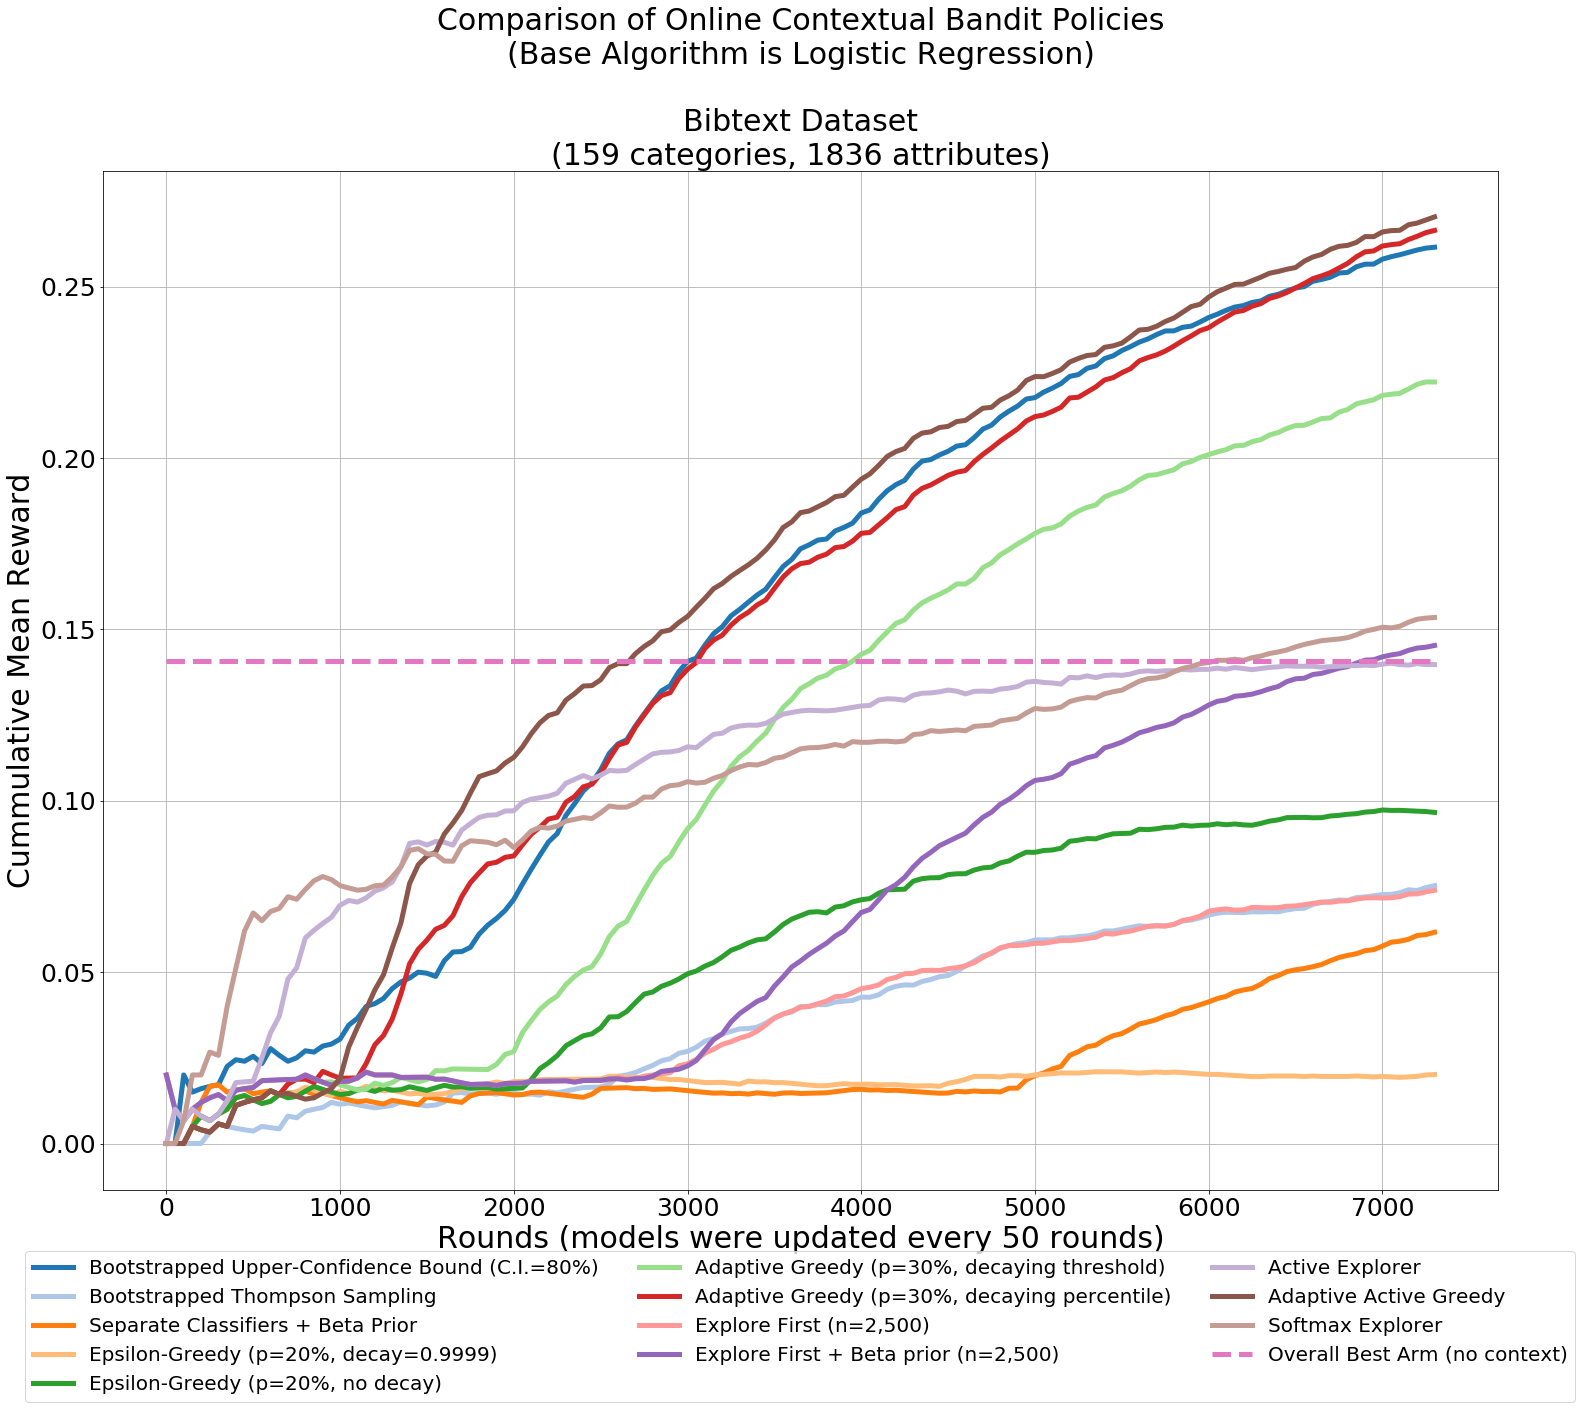 Comparison of Online Contextual Bandit Policies
(Base Algorithm is Logistic Regression)
Bibtext Dataset
(159 categories, 1836 attributes)
Cummulative Mean Reward
0.25
0.20
0.15
0.10
0.05
0.00
0 1000 2000 3000 4000 5000 6000 7000
Rounds (models were updated every 50 rounds)
Bootstrapped Upper-Confidence Bound (C.I.=80%)
Bootstrapped Thompson Sampling
Separate Classifiers + Beta Prior
Epsilon-Greedy (p=20%, decay=0.9999)
Epsilon-Greedy (p=20%, no decay)
Adaptive Greedy (p=30%, decaying threshold)
Adaptive Greedy (p=30%, decaying percentile)
Explore First (n=2,500)
Explore First + Beta prior (n=2,500)
Active Explorer
Adaptive Active Greedy
Softmax Explorer
Overall Best Arm (no context)